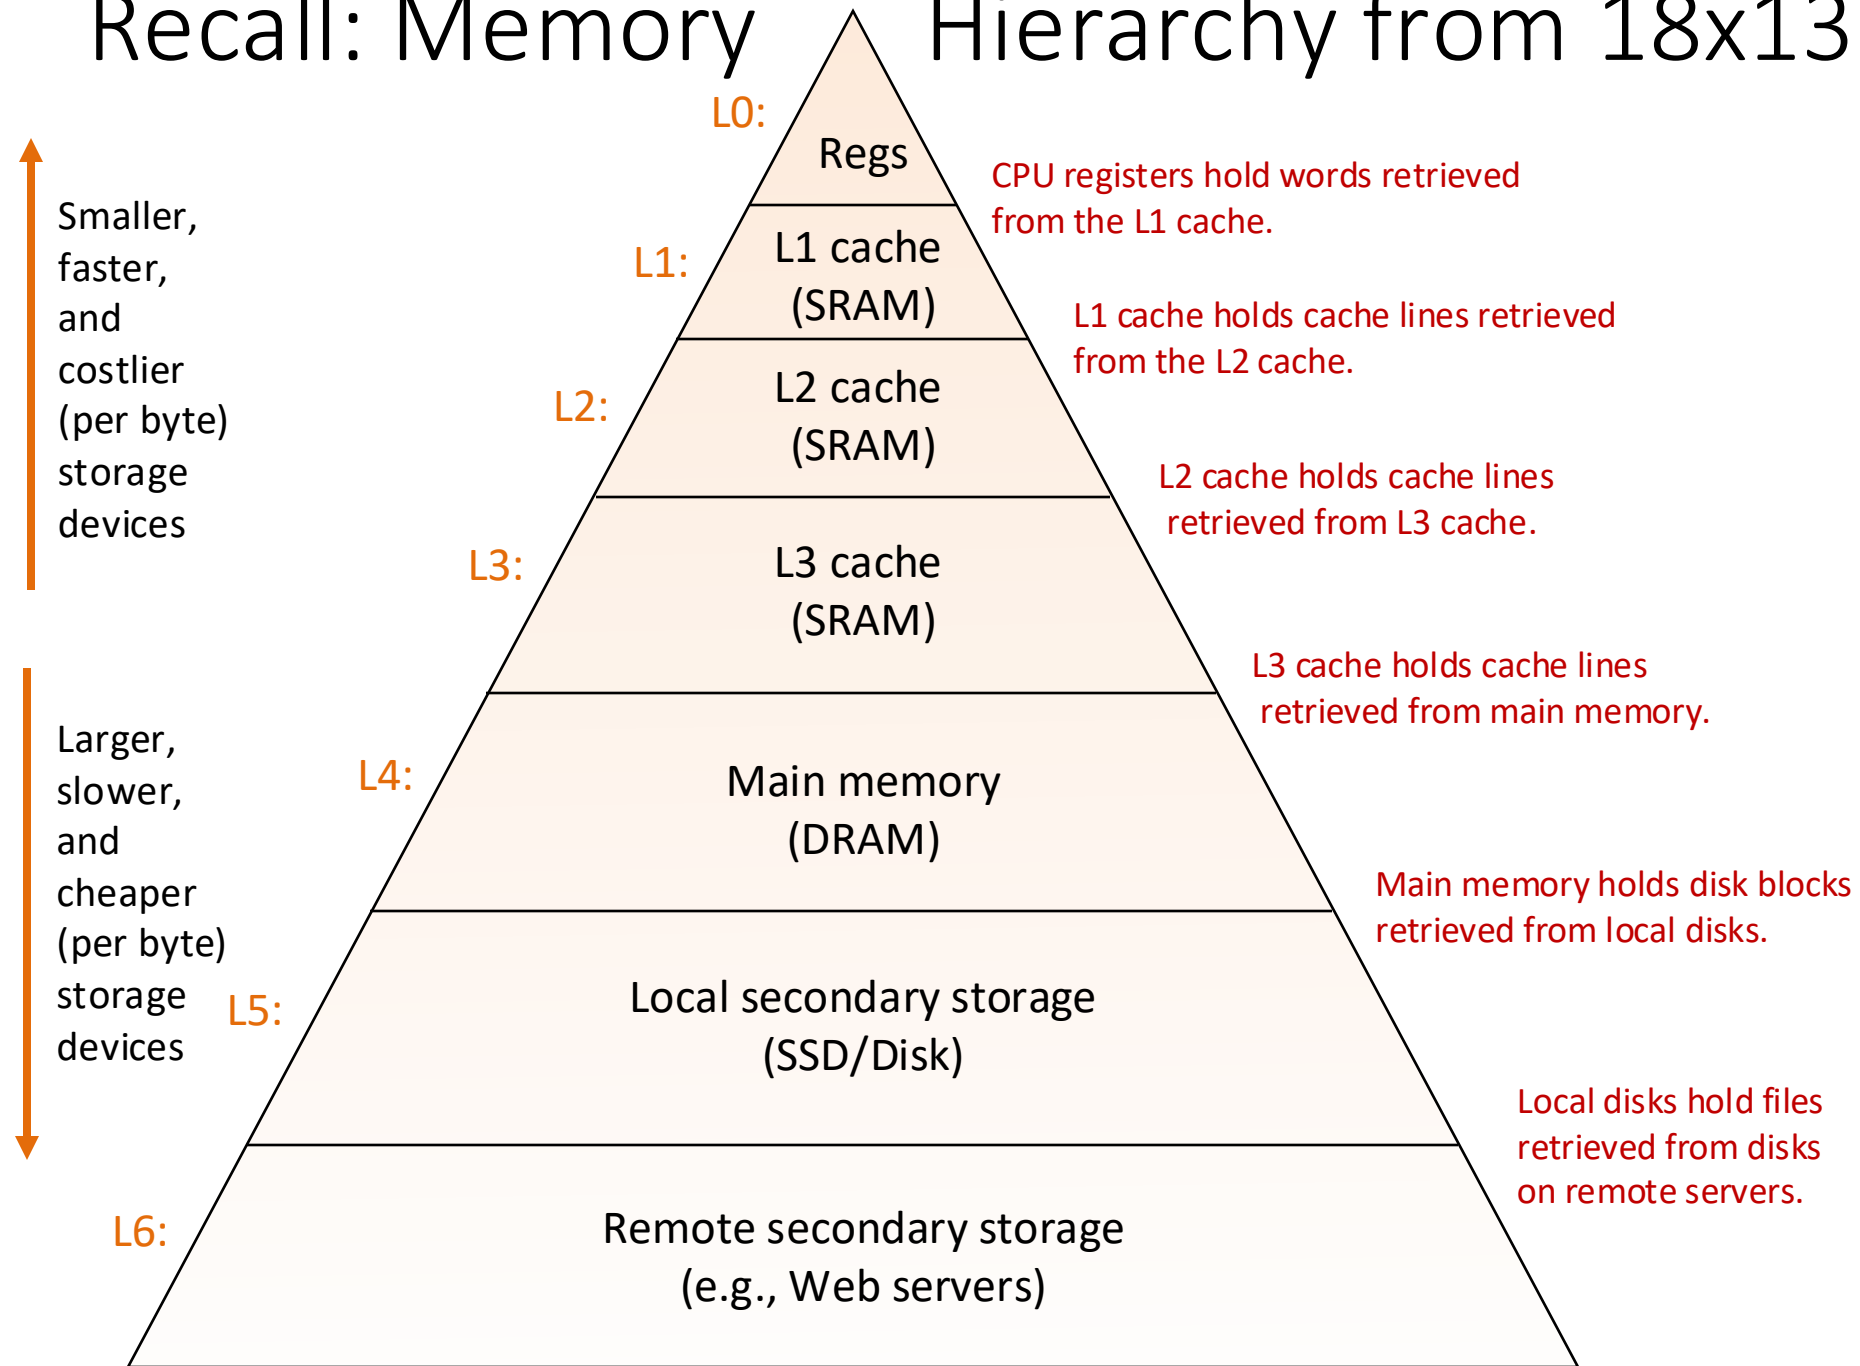 Recall: Memory Hierarchy from 18x13
L0:
Regs
CPU registers hold words retrieved
from the L1 cache.
Smaller,
faster,
and
costlier
(per byte)
storage
devices
L1:
L1 cache
(SRAM)
L1 cache holds cache lines retrieved
from the L2 cache.
L2:
L2 cache
(SRAM)
L2 cache holds cache lines
retrieved from L3 cache.
L3:
L3 cache
(SRAM)
L3 cache holds cache lines
retrieved from main memory.
Larger,
slower,
and
cheaper
(per byte)
storage
devices
L4:
Main memory
(DRAM)
Main memory holds disk blocks
retrieved from local disks.
L5:
Local secondary storage
(SSD/Disk)
Local disks hold files
retrieved from disks
on remote servers.
L6:
Remote secondary storage
(e.g., Web servers)